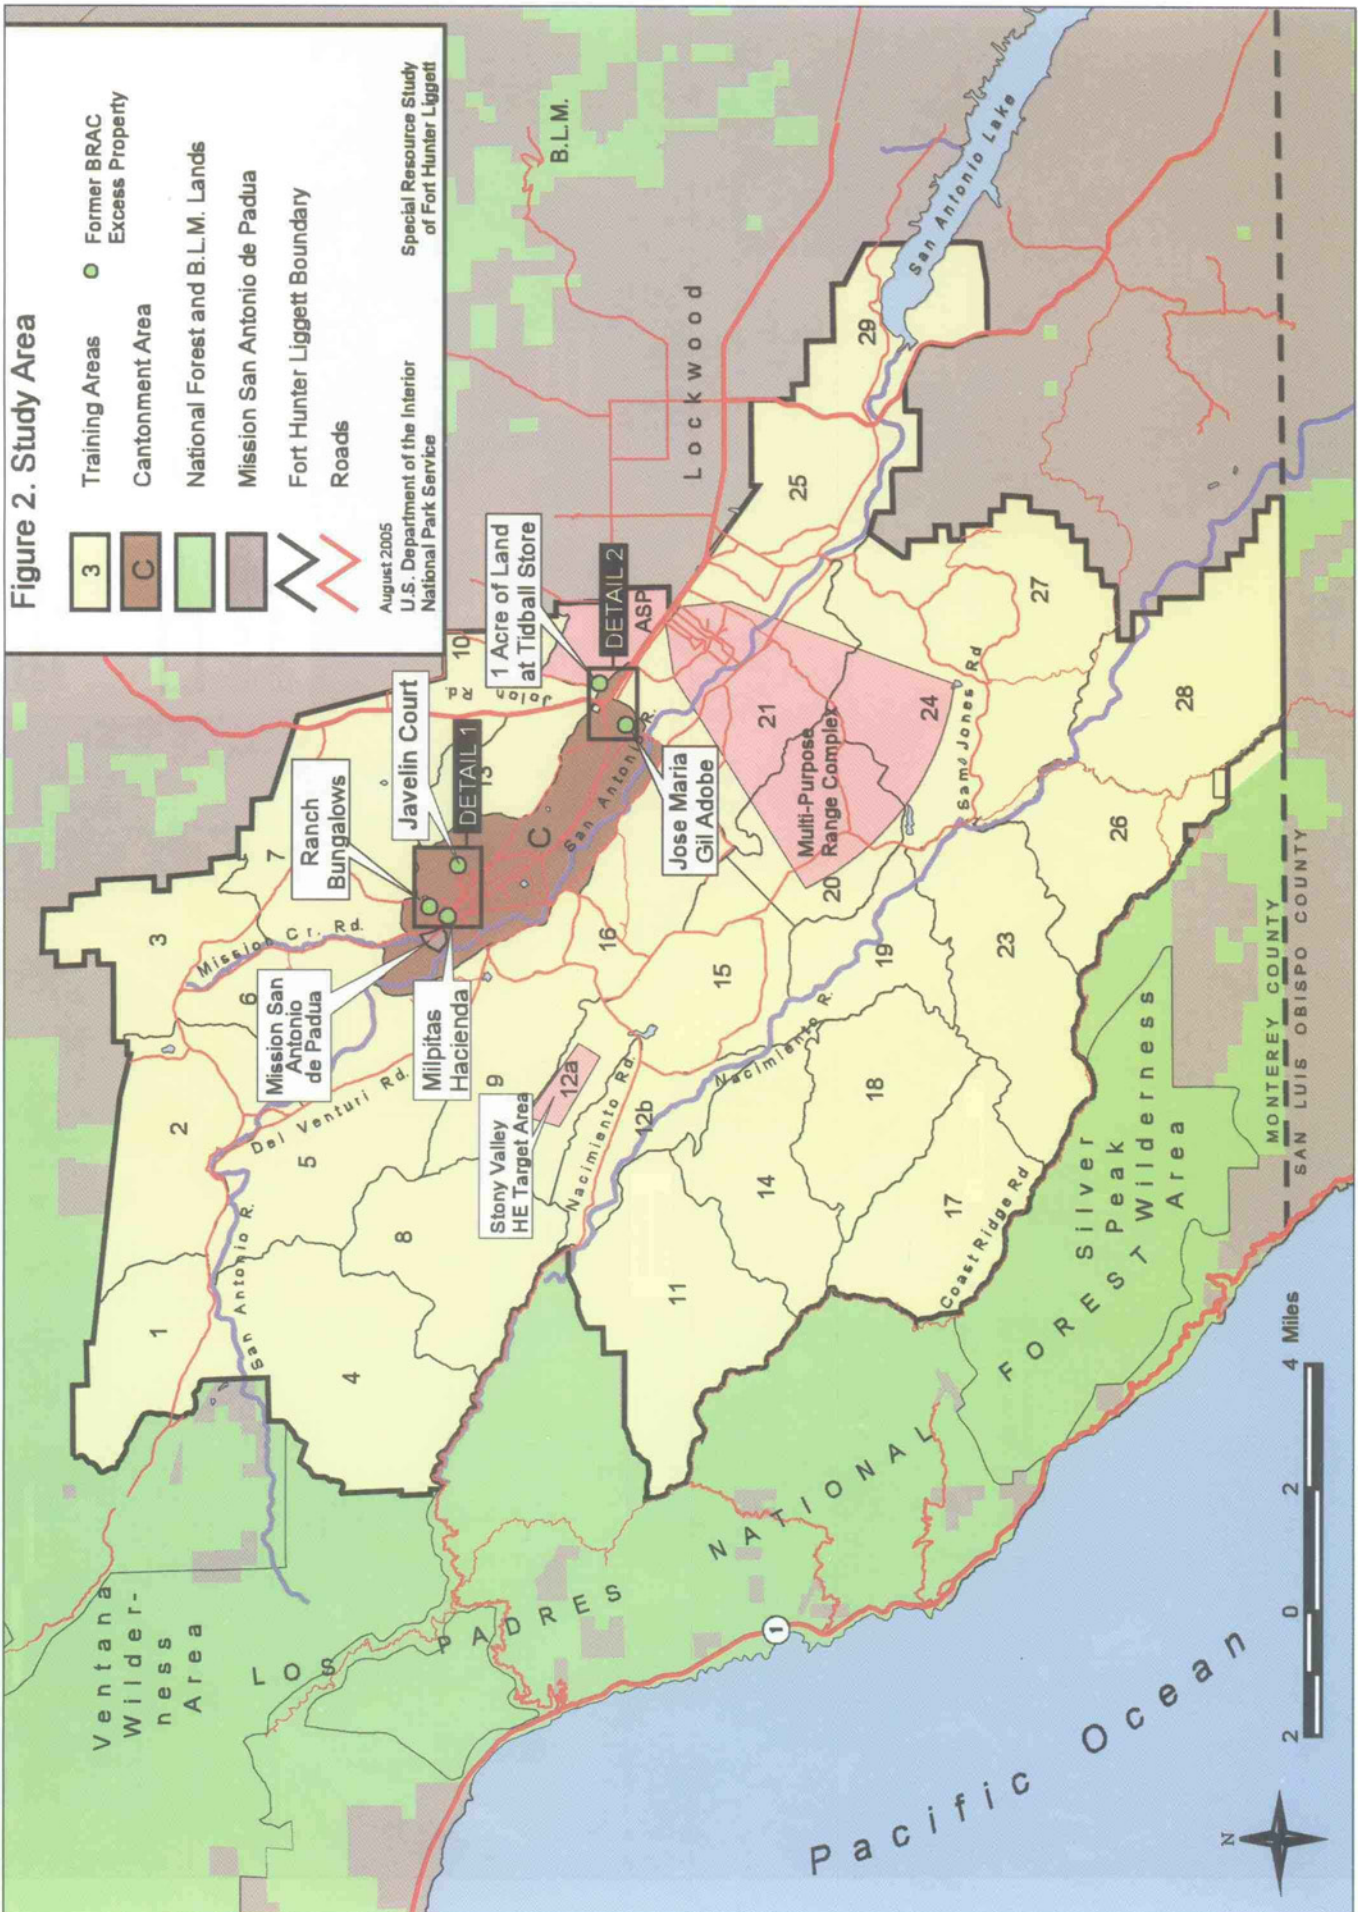 Figure 2. Study Area
3
Training Areas
Former BRAC
Excess Property
C
Cantonment Area
National Forest and B.L.M. Lands
Mission San Antonio de Padua
Fort Hunter Liggett Boundary
Roads
August 2005
U.S. Department of the Interior
National Park Service
Special Resource Study
of Fort Hunter Liggett
Ventana
Wilder-
ness
Area
LOS
PADRES
NATIONAL
FOREST
1
2
3
4
5
6
7
8
9
10
11
12a
12b
13
14
15
16
17
18
19
20
21
23
24
25
26
27
28
29
C
San Antonio R.
Del Venturi Rd.
Mission Cr. Rd.
Mission San
Antonio
de Padua
Ranch
Bungalows
Milpitas
Hacienda
Javelin Court
DETAIL 1
Jolon
Rd.
1 Acre of Land
at Tidball Store
DETAIL 2
ASP
Jose Maria
Gil Adobe
San Antonio R.
Stony Valley
HE Target Area
Nacimiento Rd.
Nacimiento R.
Multi-Purpose
Range Complex
Sam Jones Rd
Coast Ridge Rd
Lockwood
B.L.M.
San Antonio Lake
Silver
Peak
Wilderness
Area
MONTEREY COUNTY
SAN LUIS OBISPO COUNTY
1
Pacific Ocean
N
2
0
2
4
Miles